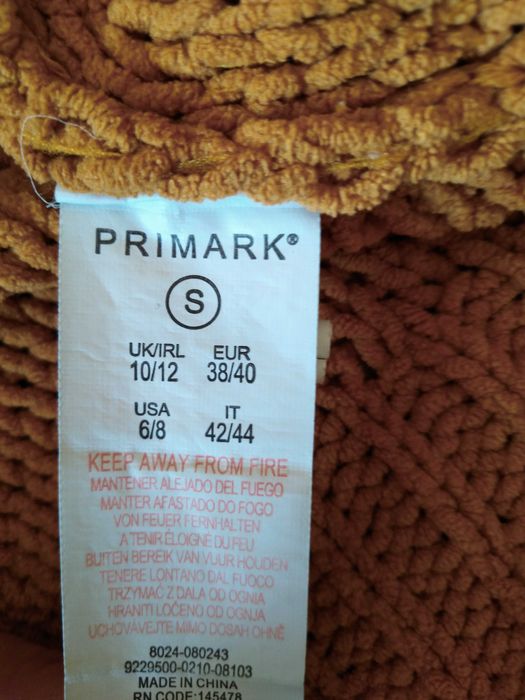 PRIMARK®
S
UK/IRL EUR
10/12 38/40
USA IT
6/8 42/44
KEEP AWAY FROM FIRE
MANTENER ALEJADO DEL FUEGO
MANTER AFASTADO DO FOGO
VON FEUER FERNHALTEN
A TENIR ÉLOIGNÉ DU FEU
BUITEN BEREIK VAN VUUR HOUDEN
TENERE LONTANO DAL FUOCO
TRZYMAĆ Z DALA OD OGNIA
HRANITI LOČENO OD OGNJA
UCHOVÁVEJTE MIMO DOSAH OHNĚ
8024-080243
9229500-0210-08103
MADE IN CHINA
RN CODE:145478